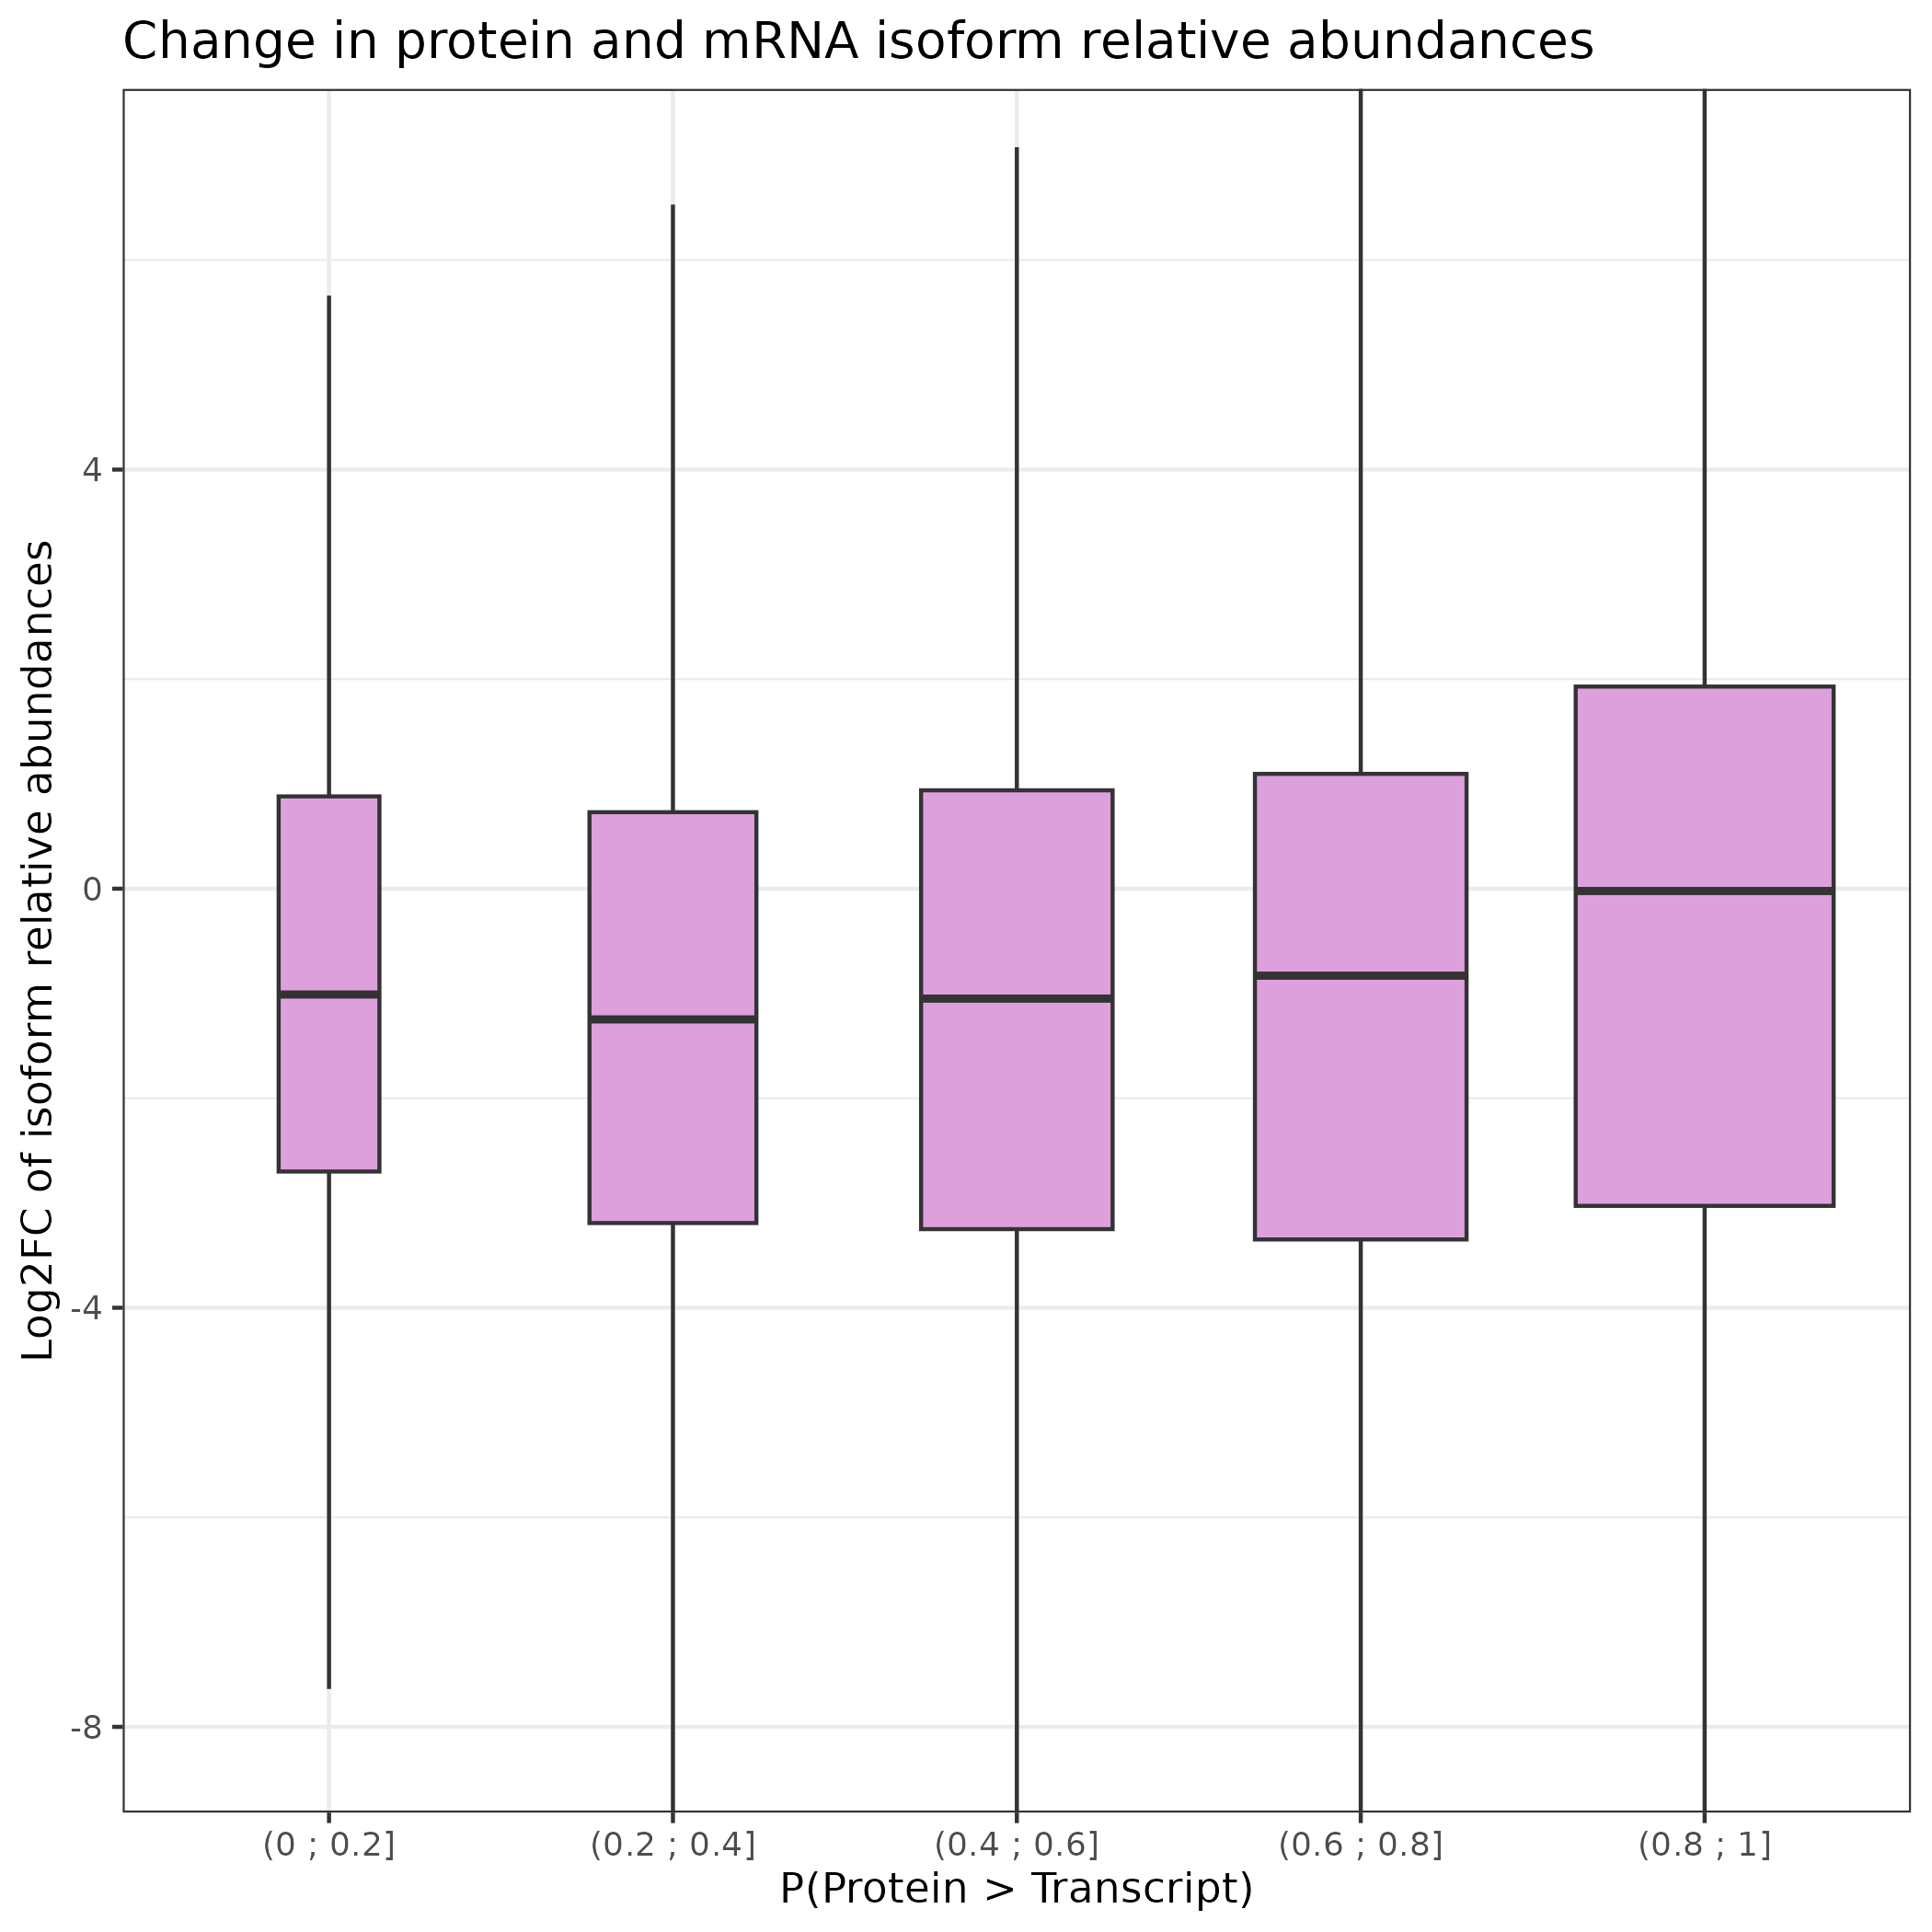 Change in protein and mRNA isoform relative abundances
Log2FC of isoform relative abundances
4
0
-4
-8
(0 ; 0.2]
(0.2 ; 0.4]
(0.4 ; 0.6]
(0.6 ; 0.8]
(0.8 ; 1]
P(Protein > Transcript)